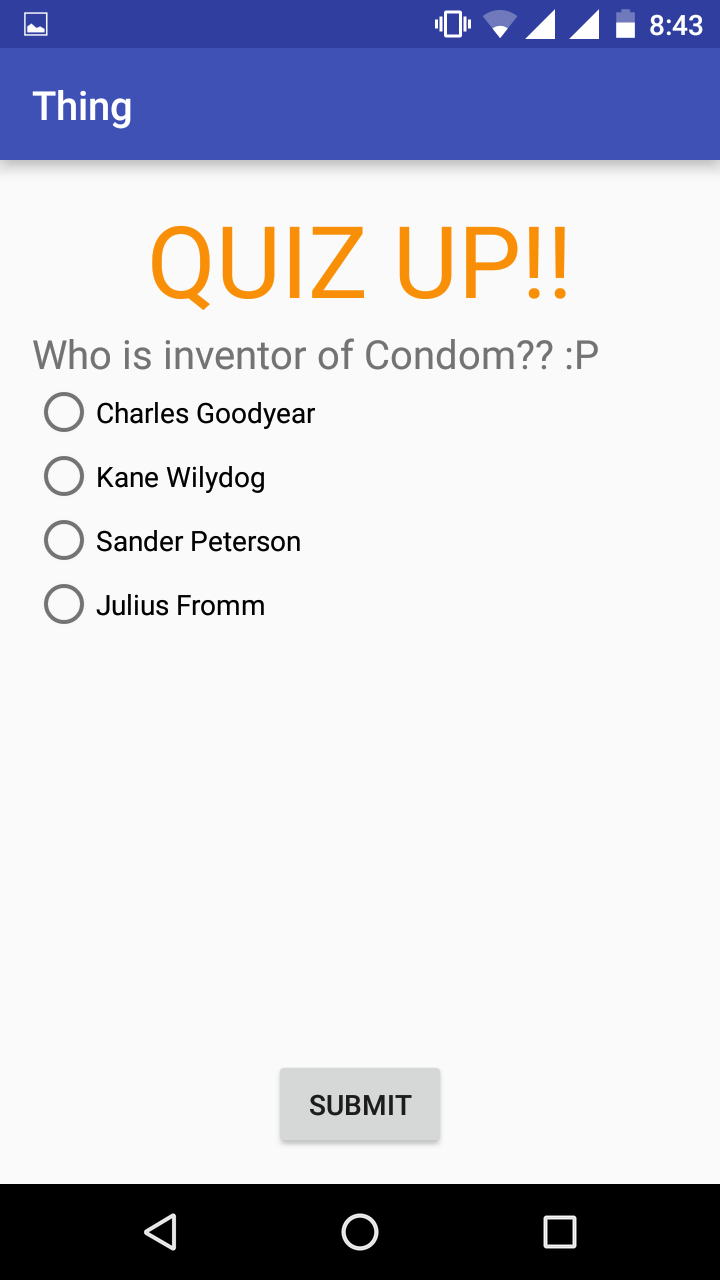 8:43
Thing
QUIZ UP!!
Who is inventor of Condom?? :P
Charles Goodyear
Kane Wilydog
Sander Peterson
Julius Fromm
SUBMIT